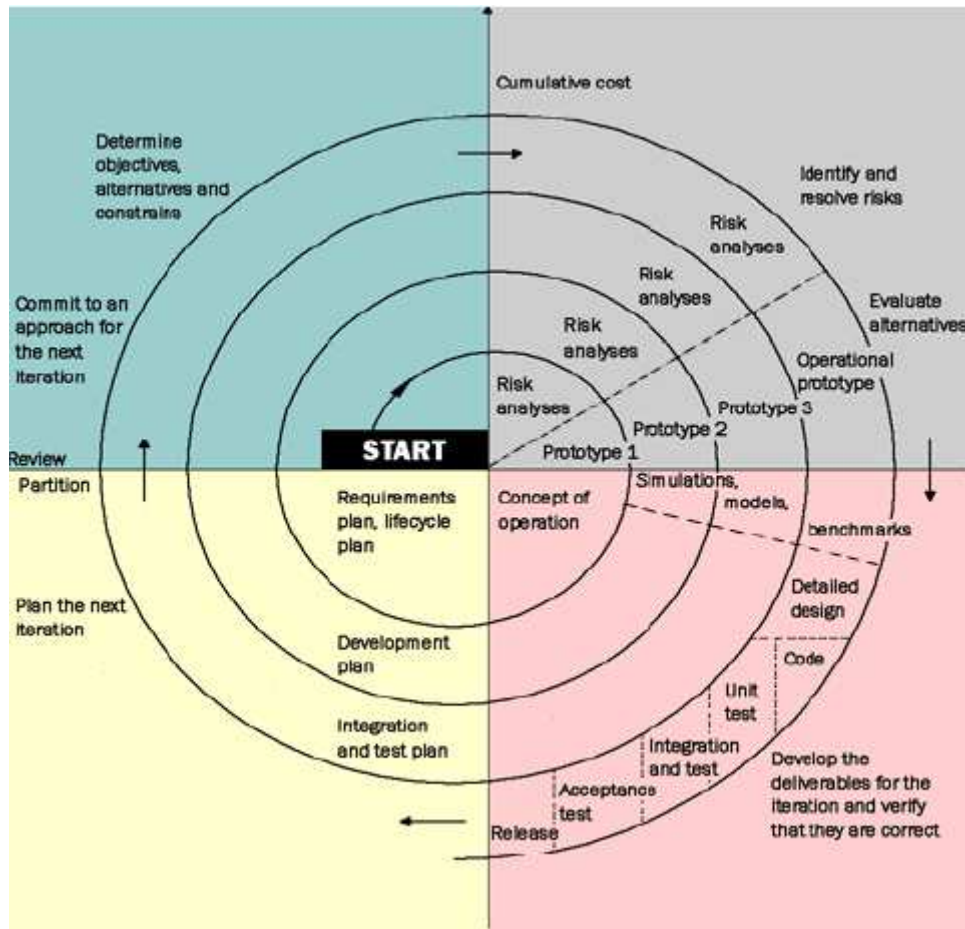 Cumulative cost
Determine
objectives,
alternatives and
constrains
Identify and
resolve risks
Risk
analyses
Risk
analyses
Commit to an
approach for
the next
iteration
Evaluate
alternatives
Risk
analyses
Operational
prototype
Risk
analyses
Prototype 3
Prototype 2
START
Prototype 1
Review
Partition
Requirements
plan, lifecycle
plan
Concept of
operation
Simulations,
models,
benchmarks
Plan the next
iteration
Detailed
design
Development
plan
Code
Unit
test
Integration
and test plan
Integration
and test
Develop the
deliverables for the
iteration and verify
that they are correct
Acceptance
test
Release